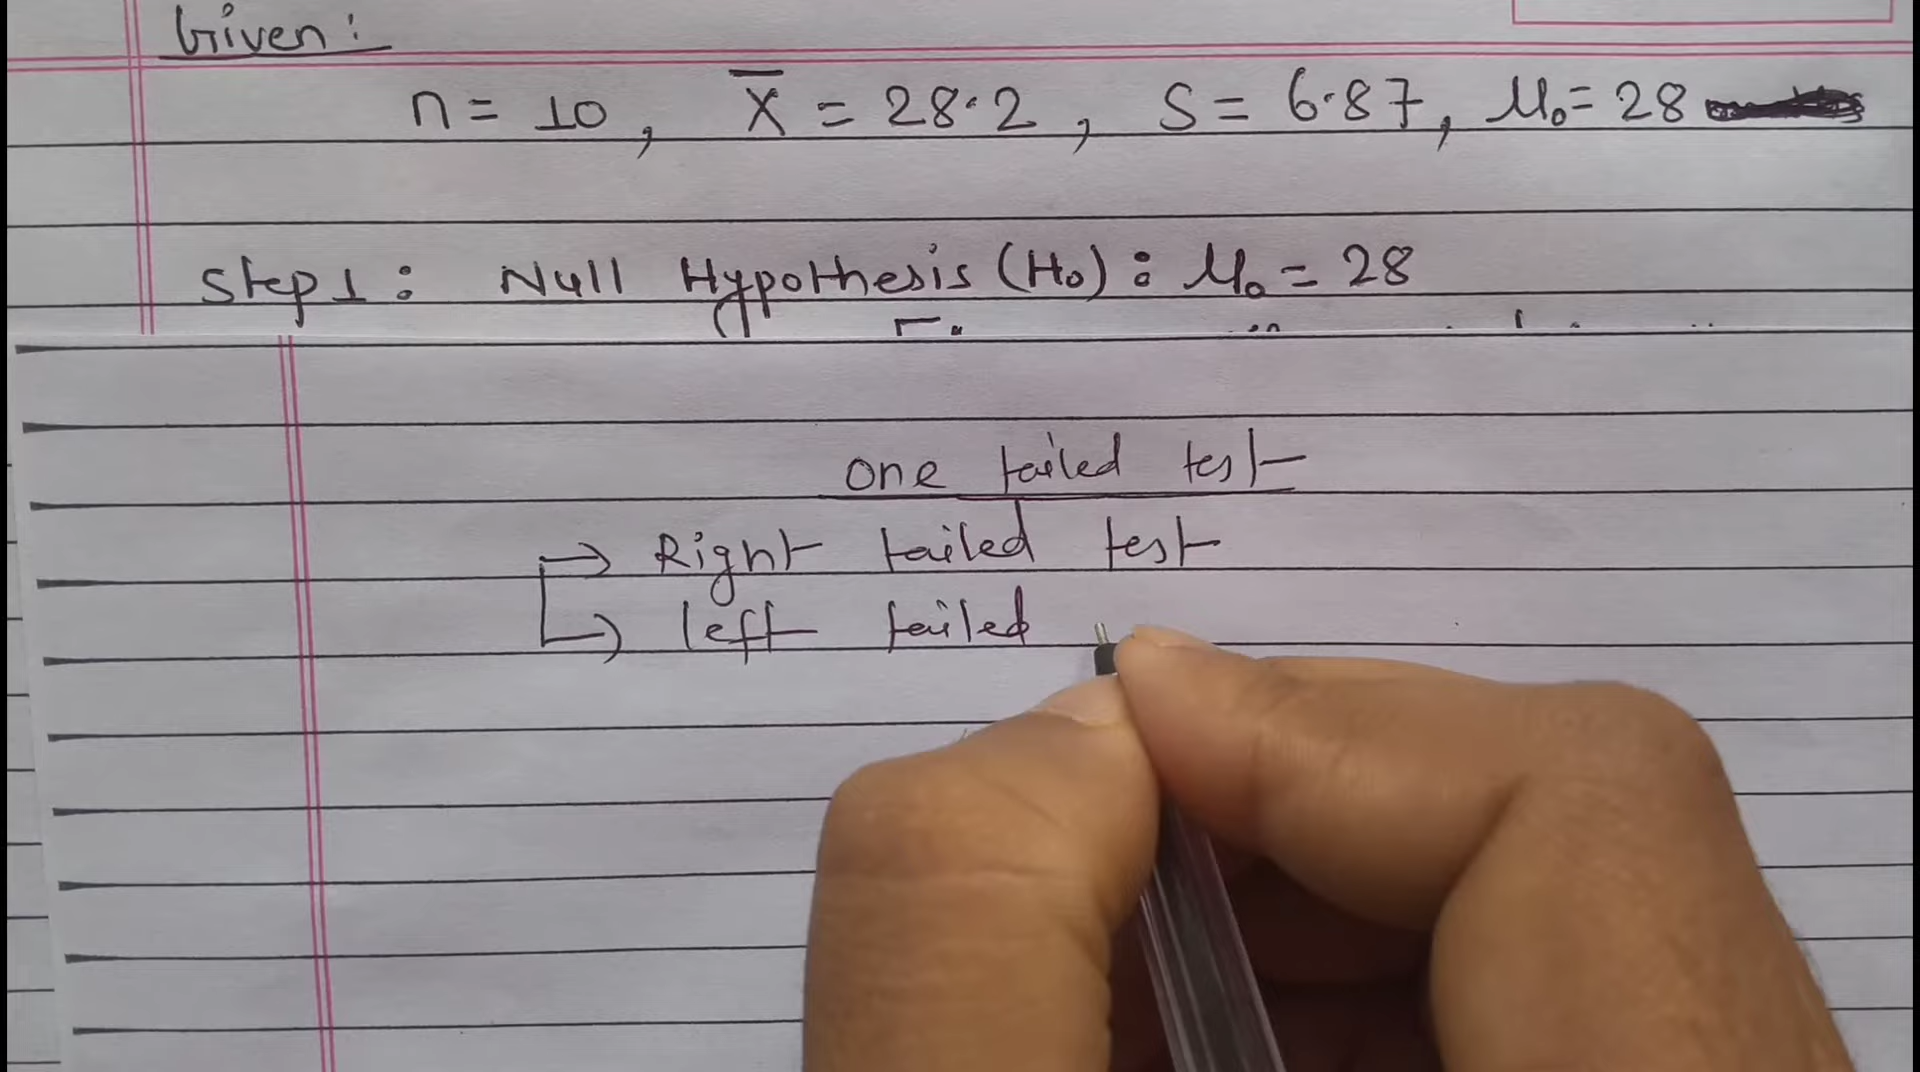 Given:
n = 10, X̄ = 28.2, S = 6.87, μ₀ = 28
Step 1: Null Hypothesis (H₀): μ₀ = 28
one tailed test
→ Right tailed test
→ left tailed